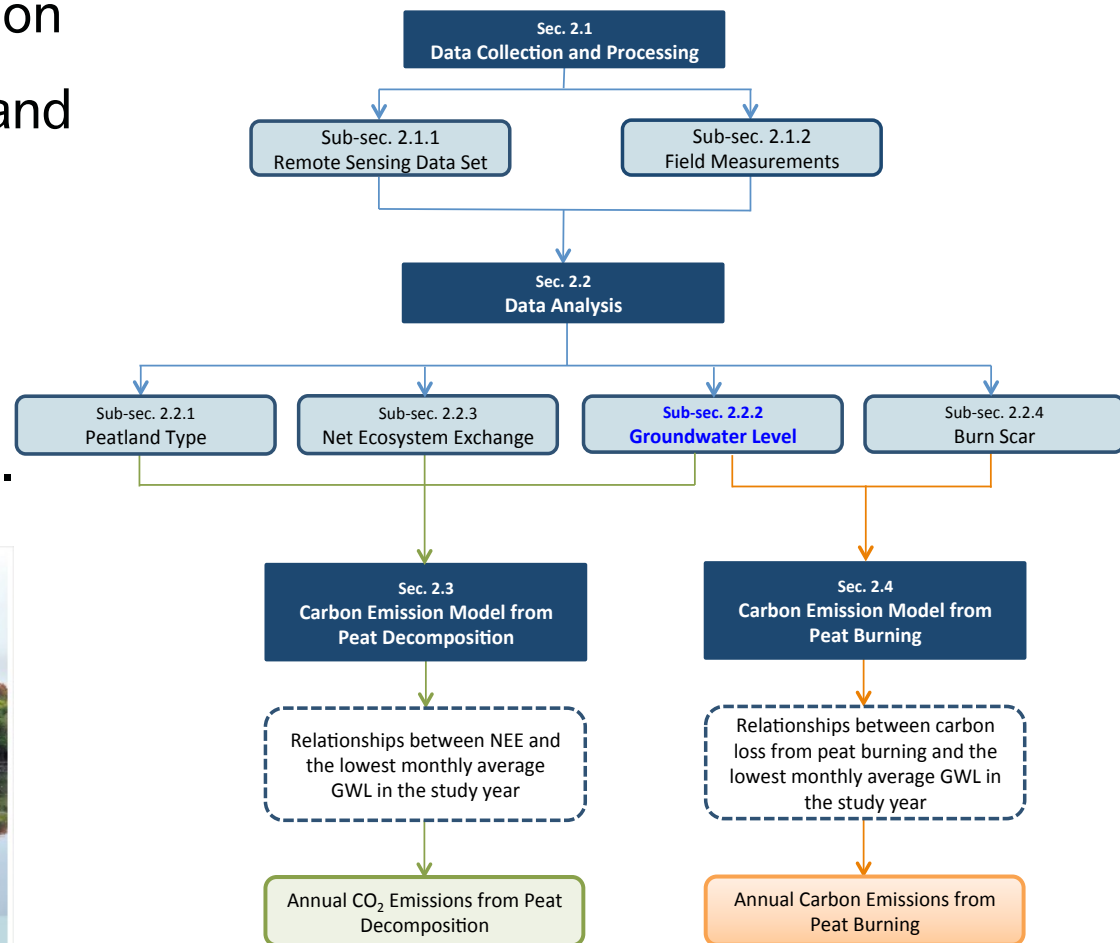 on
and
.
Sec. 2.1
Data Collection and Processing
Sub-sec. 2.1.1
Remote Sensing Data Set
Sub-sec. 2.1.2
Field Measurements
Sec. 2.2
Data Analysis
Sub-sec. 2.2.1
Peatland Type
Sub-sec. 2.2.3
Net Ecosystem Exchange
Sub-sec. 2.2.2
Groundwater Level
Sub-sec. 2.2.4
Burn Scar
Sec. 2.3
Carbon Emission Model from
Peat Decomposition
Sec. 2.4
Carbon Emission Model from
Peat Burning
Relationships between NEE and
the lowest monthly average
GWL in the study year
Relationships between carbon
loss from peat burning and the
lowest monthly average GWL in
the study year
Annual CO₂ Emissions from Peat
Decomposition
Annual Carbon Emissions from
Peat Burning